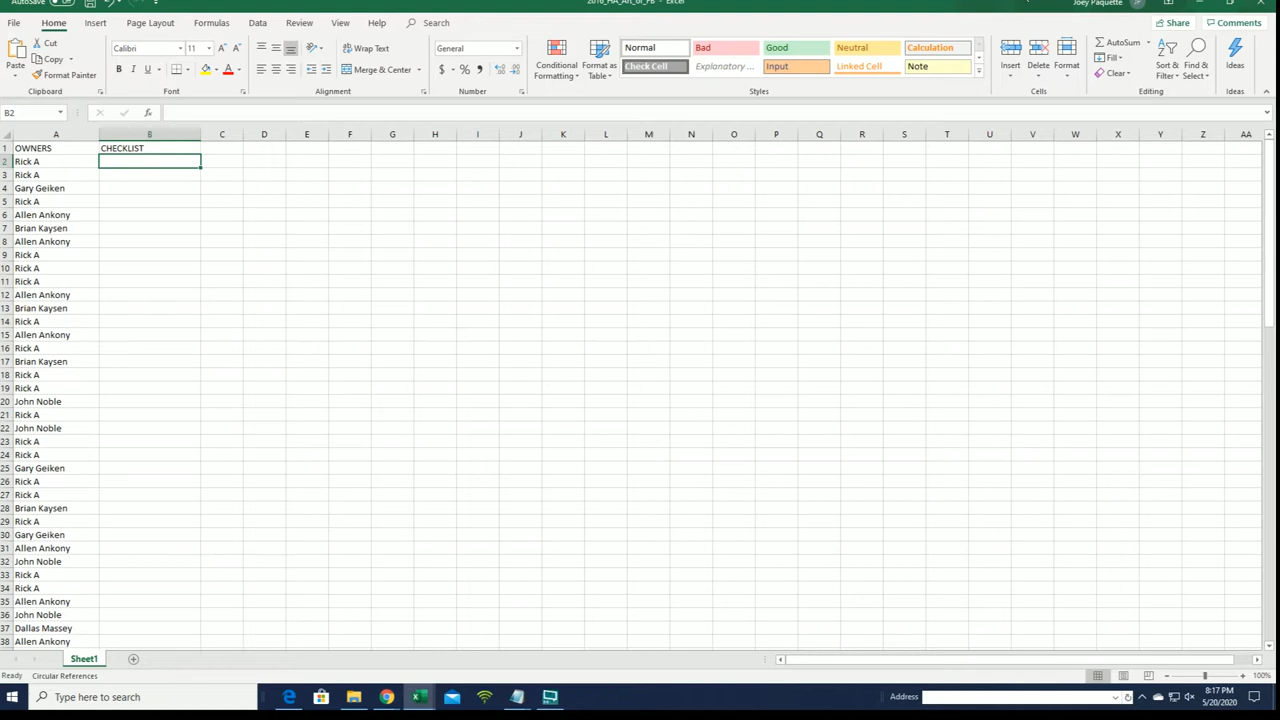 AutoSave Off 2016_HA_Art_of_FB - Excel Joey Paquette JP
File Home Insert Page Layout Formulas Data Review View Help Search Share Comments
Paste Cut Copy Format Painter
Clipboard
Calibri 11 A A
B I U A
Font
Wrap Text
Merge & Center
Alignment
General
$ % ,
Number
Conditional Formatting
Format as Table
Normal Bad Good Neutral Calculation
Check Cell Explanatory ... Input Linked Cell Note
Styles
Insert Delete Format
Cells
AutoSum
Fill
Clear
Sort & Filter
Find & Select
Editing
Ideas
Ideas
B2 fx
A B C D E F G H I J K L M N O P Q R S T U V W X Y Z AA
1 OWNERS CHECKLIST
2 Rick A
3 Rick A
4 Gary Geiken
5 Rick A
6 Allen Ankony
7 Brian Kaysen
8 Allen Ankony
9 Rick A
10 Rick A
11 Rick A
12 Allen Ankony
13 Brian Kaysen
14 Rick A
15 Allen Ankony
16 Rick A
17 Brian Kaysen
18 Rick A
19 Rick A
20 John Noble
21 Rick A
22 John Noble
23 Rick A
24 Rick A
25 Gary Geiken
26 Rick A
27 Rick A
28 Brian Kaysen
29 Rick A
30 Gary Geiken
31 Allen Ankony
32 John Noble
33 Rick A
34 Rick A
35 Allen Ankony
36 John Noble
37 Dallas Massey
38 Allen Ankony
Sheet1
Ready Circular References 100%
Type here to search Address 8:17 PM
5/20/2020